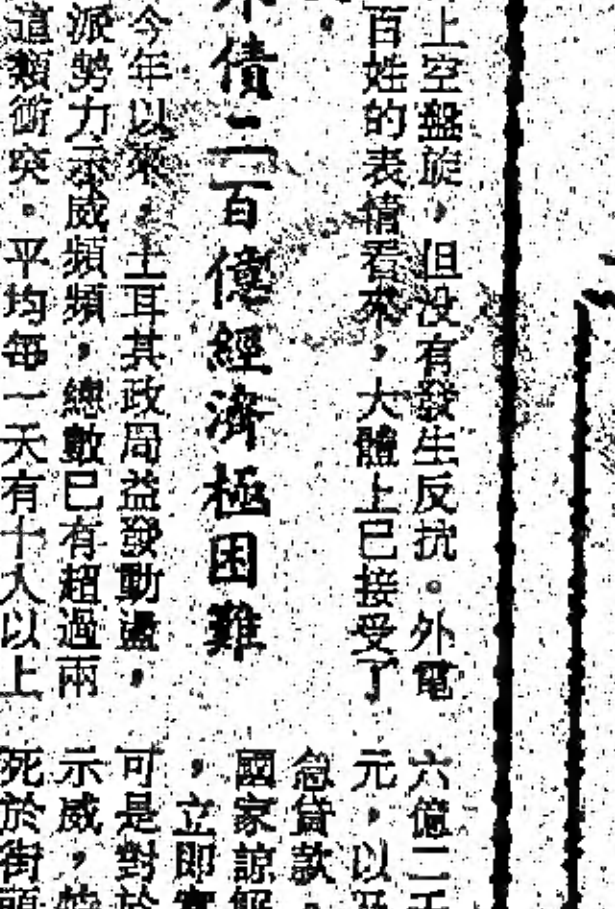 上空盤旋，但没有發生反抗。外電
百姓的表情看來，大體上已接受了
。
債二百億經濟極困難
今年以來，土耳其政局益發動盪，
派勢力示威頻頻，總數已有超過兩
這類衝突。平均每一天有十人以上
六億二千
元，以
急貸款。
國家諒解
，立即
可是對於
示威，
死於街頭